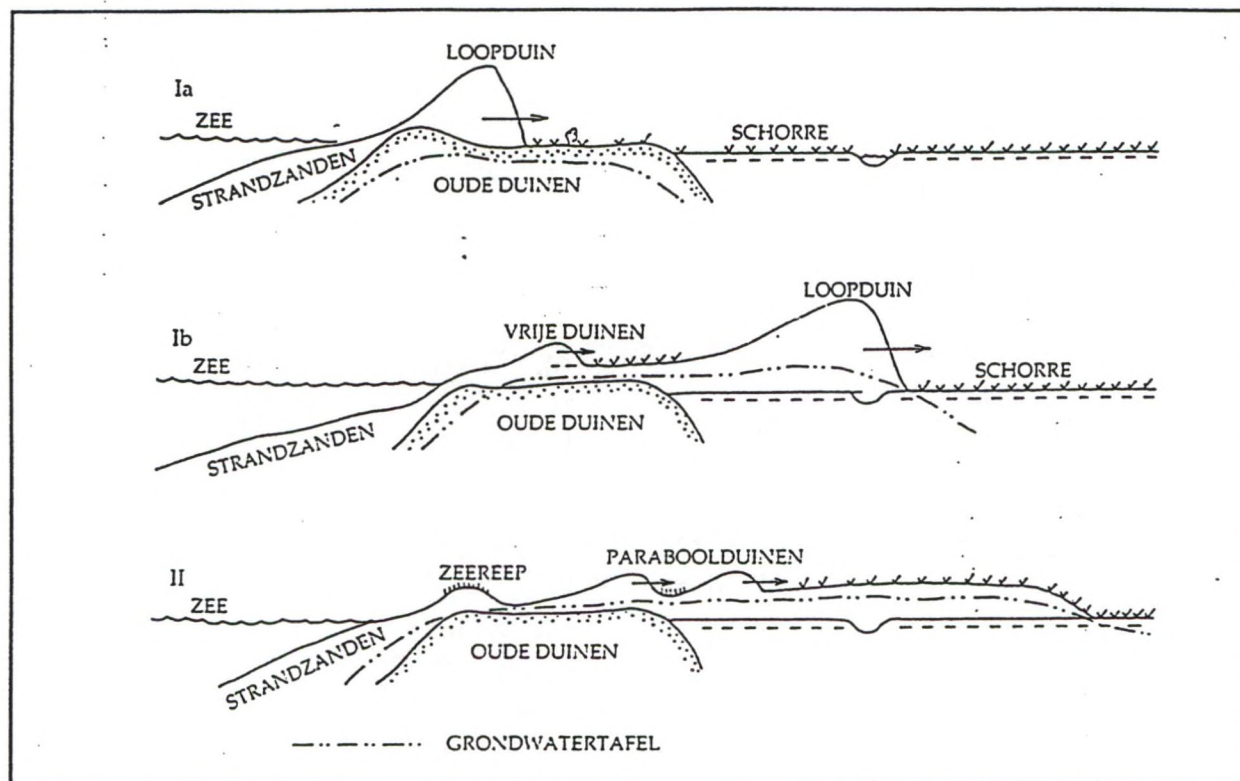 LOOPDUIN
Ia
ZEE
SCHORRE
STRANDZANDEN
OUDE DUINEN
LOOPDUIN
Ib
VRIJE DUINEN
ZEE
SCHORRE
OUDE DUINEN
STRANDZANDEN
PARABOOLDUINEN
II
ZEEREEP
ZEE
OUDE DUINEN
STRANDZANDEN
GRONDWATERTAFEL